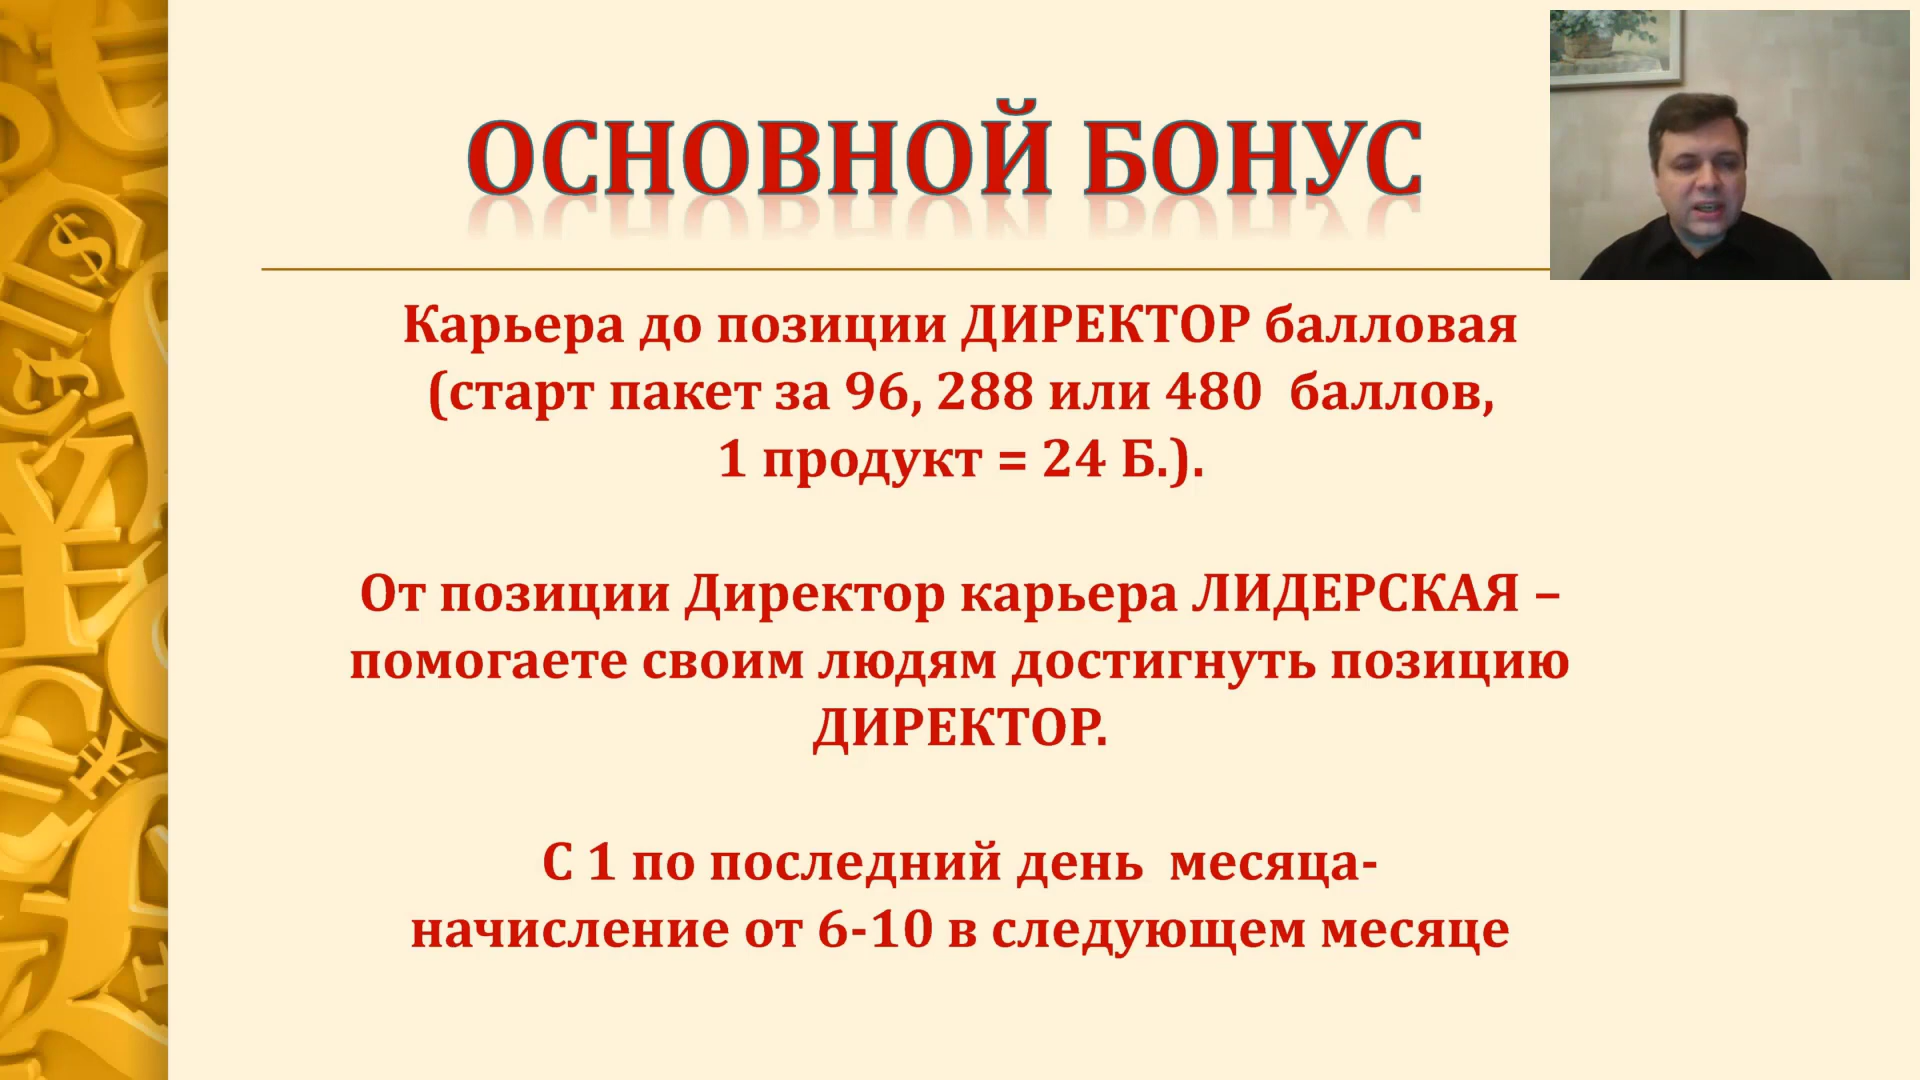 ОСНОВНОЙ БОНУС
Карьера до позиции ДИРЕКТОР балловая
(старт пакет за 96, 288 или 480 баллов,
1 продукт = 24 Б.).
От позиции Директор карьера ЛИДЕРСКАЯ –
помогаете своим людям достигнуть позицию
ДИРЕКТОР.
С 1 по последний день месяца-
начисление от 6-10 в следующем месяце